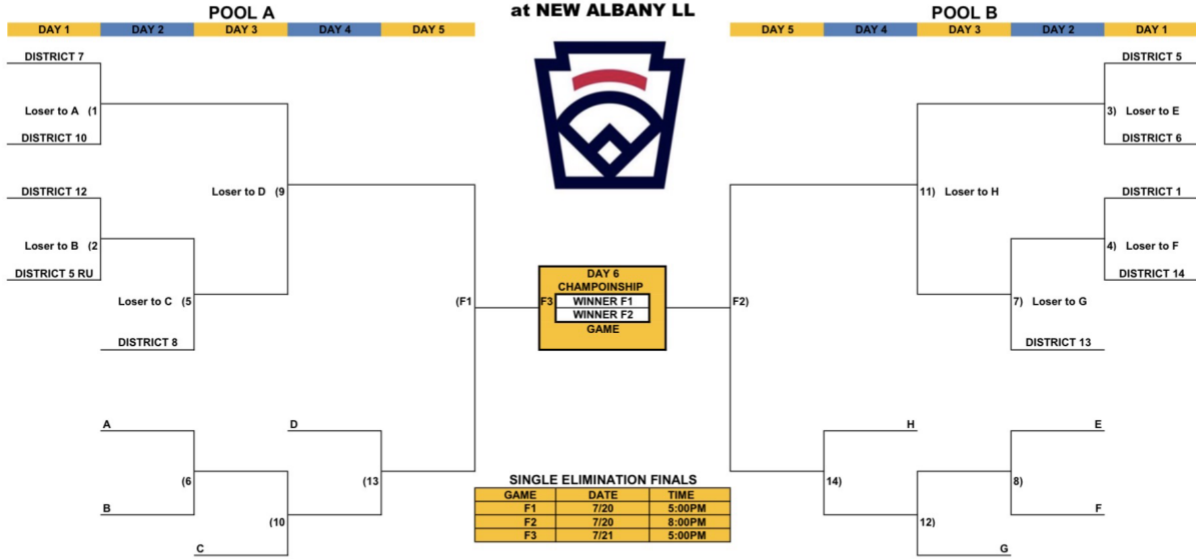 at NEW ALBANY LL
POOL A
POOL B
DAY 1 DAY 2 DAY 3 DAY 4 DAY 5
DAY 5 DAY 4 DAY 3 DAY 2 DAY 1
DISTRICT 7
Loser to A (1
DISTRICT 10
DISTRICT 12
Loser to B (2
DISTRICT 5 RU
Loser to C (5
DISTRICT 8
Loser to D (9
(F1
A
(6
B
(10
C
D
(13
DAY 6
CHAMPOINSHIP
F3 WINNER F1
WINNER F2
GAME
SINGLE ELIMINATION FINALS
GAME DATE TIME
F1 7/20 5:00PM
F2 7/20 8:00PM
F3 7/21 5:00PM
DISTRICT 5
3) Loser to E
DISTRICT 6
DISTRICT 1
4) Loser to F
DISTRICT 14
7) Loser to G
DISTRICT 13
11) Loser to H
F2)
H
14)
E
8)
F
12)
G